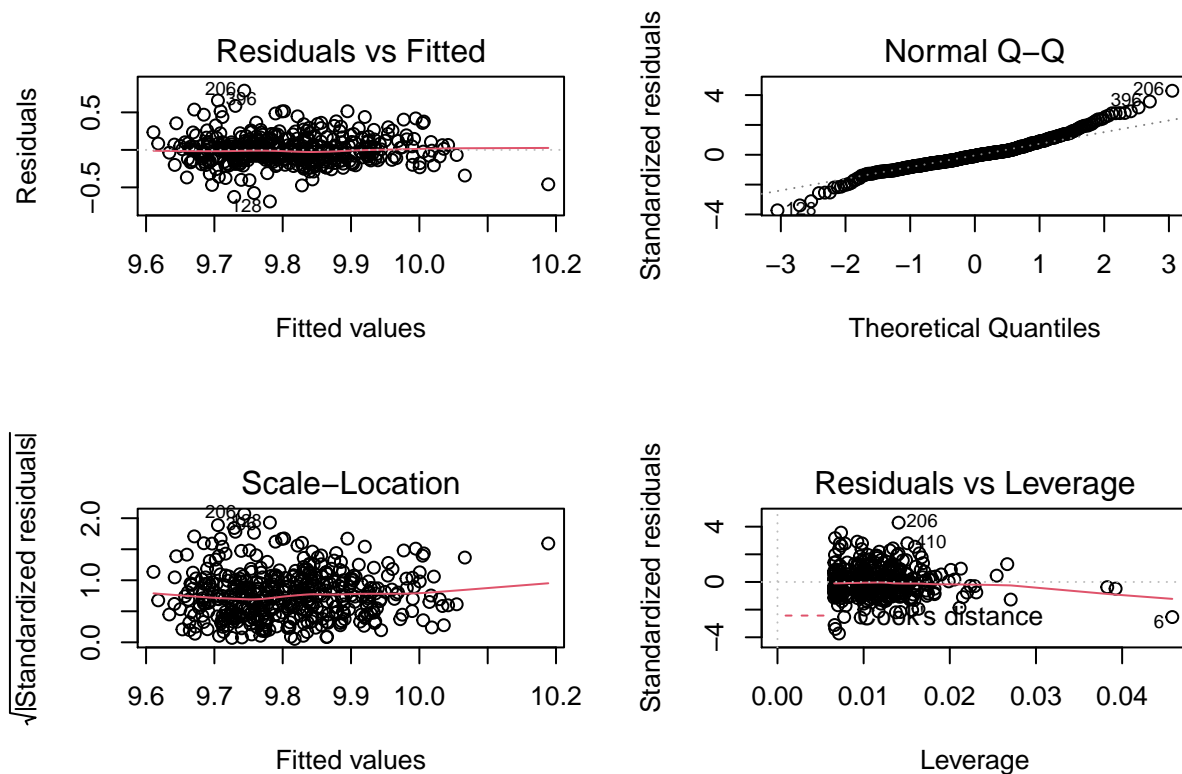 Residuals vs Fitted
Residuals
0.5
−0.5
206
396
128
9.6 9.7 9.8 9.9 10.0 10.2
Fitted values
Normal Q−Q
Standardized residuals
4
0
−4
206
396
128
−3 −2 −1 0 1 2 3
Theoretical Quantiles
Scale−Location
√|Standardized residuals|
2.0
1.0
0.0
206
9.6 9.7 9.8 9.9 10.0 10.2
Fitted values
Residuals vs Leverage
Standardized residuals
4
0
−4
206
410
Cook's distance
6
0.00 0.01 0.02 0.03 0.04
Leverage